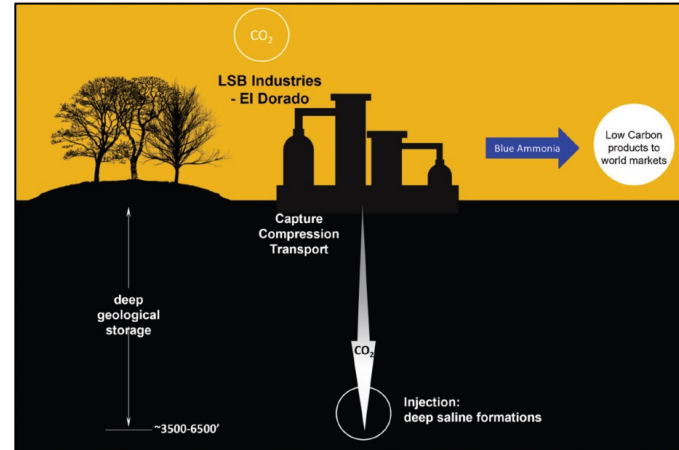 CO₂
LSB Industries
- El Dorado
Blue Ammonia
Low Carbon
products to
world markets
Capture
Compression
Transport
deep
geological
storage
CO₂
Injection:
deep saline formations
~3500-6500'